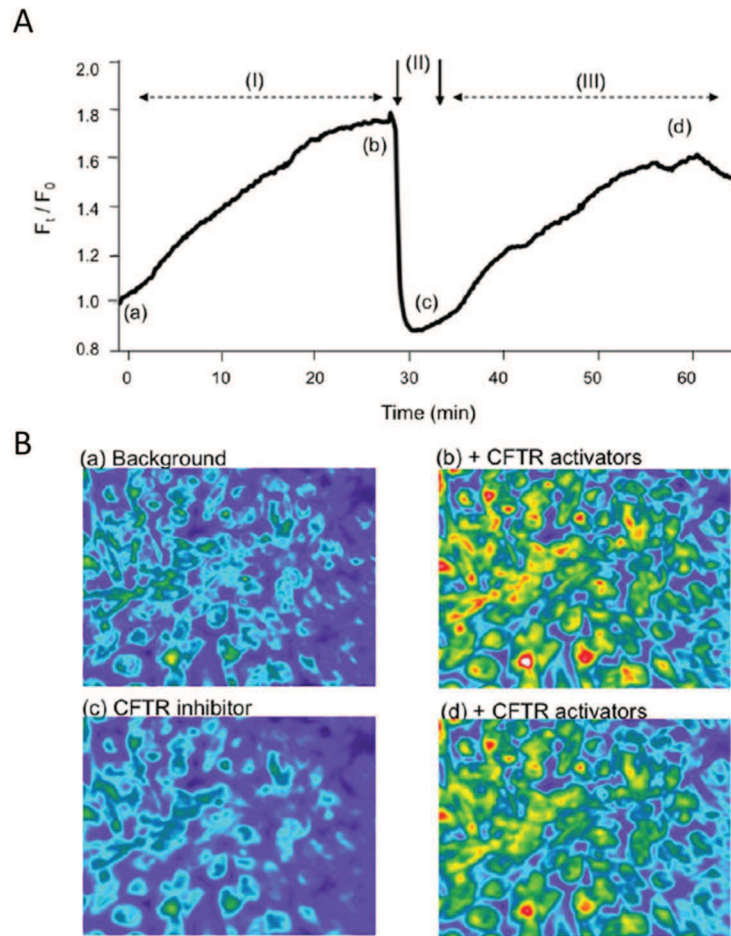 A
(I)
(II)
(III)
2.0
1.8
1.6
1.4
1.2
1.0
0.8
Fₜ / F₀
(a)
(b)
(c)
(d)
0
10
20
30
40
50
60
Time (min)
B
(a) Background
(b) + CFTR activators
(c) CFTR inhibitor
(d) + CFTR activators